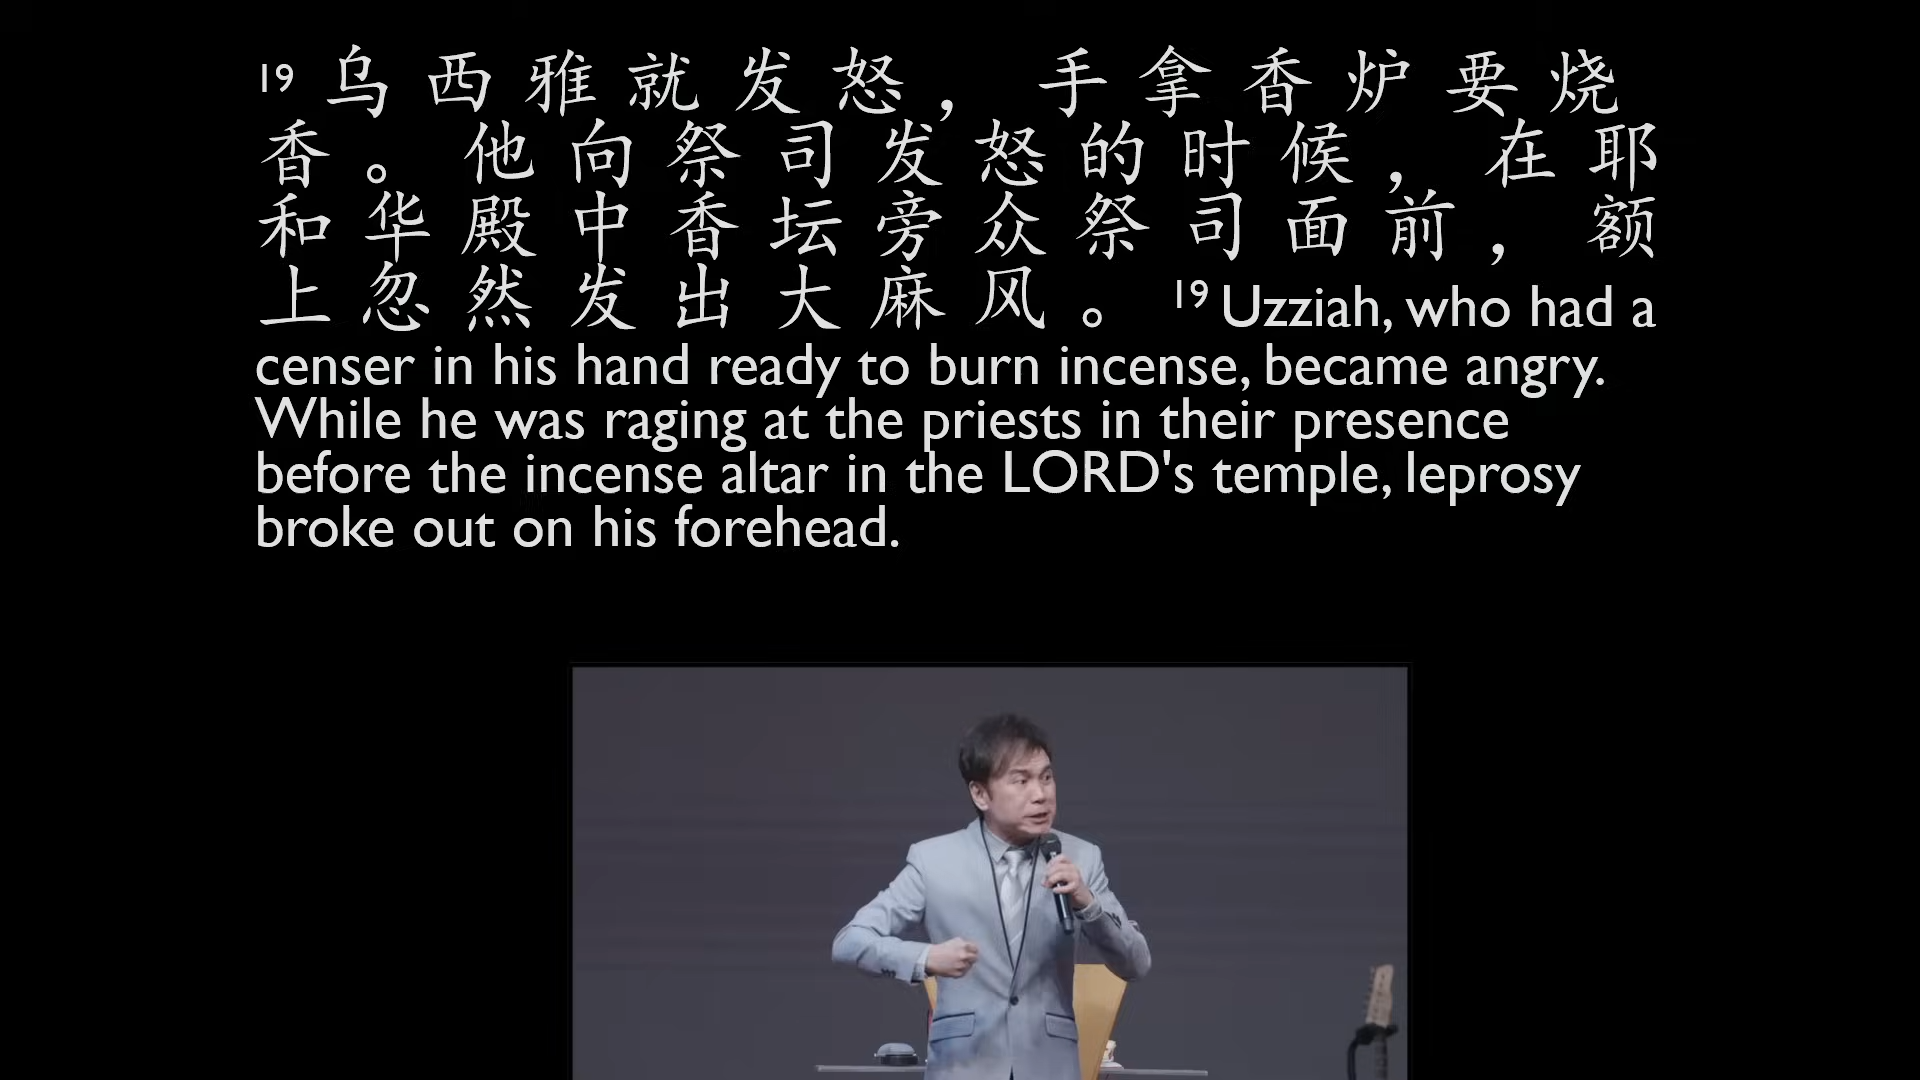 19 乌西雅就发怒，手拿香炉要烧
香。他向祭司发怒的时候，在耶
和华殿中香坛旁众祭司面前，额
上忽然发出大麻风。 19 Uzziah, who had a
censer in his hand ready to burn incense, became angry.
While he was raging at the priests in their presence
before the incense altar in the LORD's temple, leprosy
broke out on his forehead.